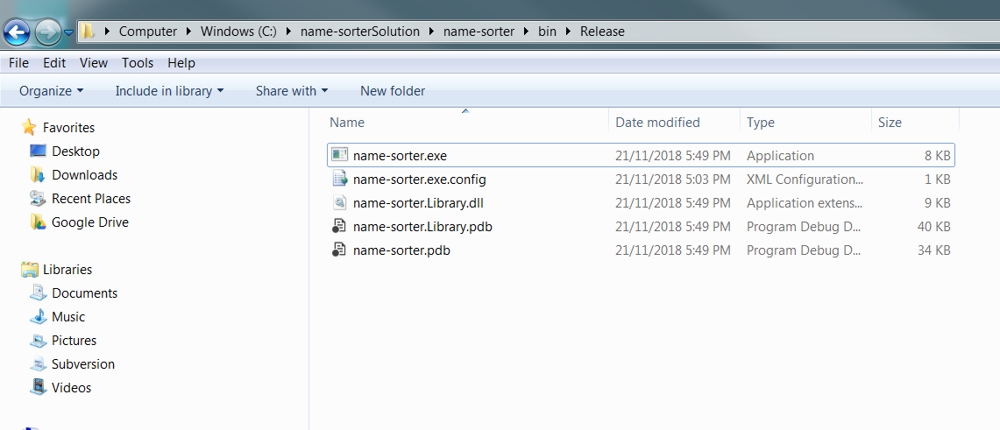 Computer Windows (C:) name-sorterSolution name-sorter bin Release
File Edit View Tools Help
Organize Include in library Share with New folder
Favorites
Desktop
Downloads
Recent Places
Google Drive
Libraries
Documents
Music
Pictures
Subversion
Videos
Name Date modified Type Size
name-sorter.exe 21/11/2018 5:49 PM Application 8 KB
name-sorter.exe.config 21/11/2018 5:03 PM XML Configuration... 1 KB
name-sorter.Library.dll 21/11/2018 5:49 PM Application extens... 9 KB
name-sorter.Library.pdb 21/11/2018 5:49 PM Program Debug D... 40 KB
name-sorter.pdb 21/11/2018 5:49 PM Program Debug D... 34 KB